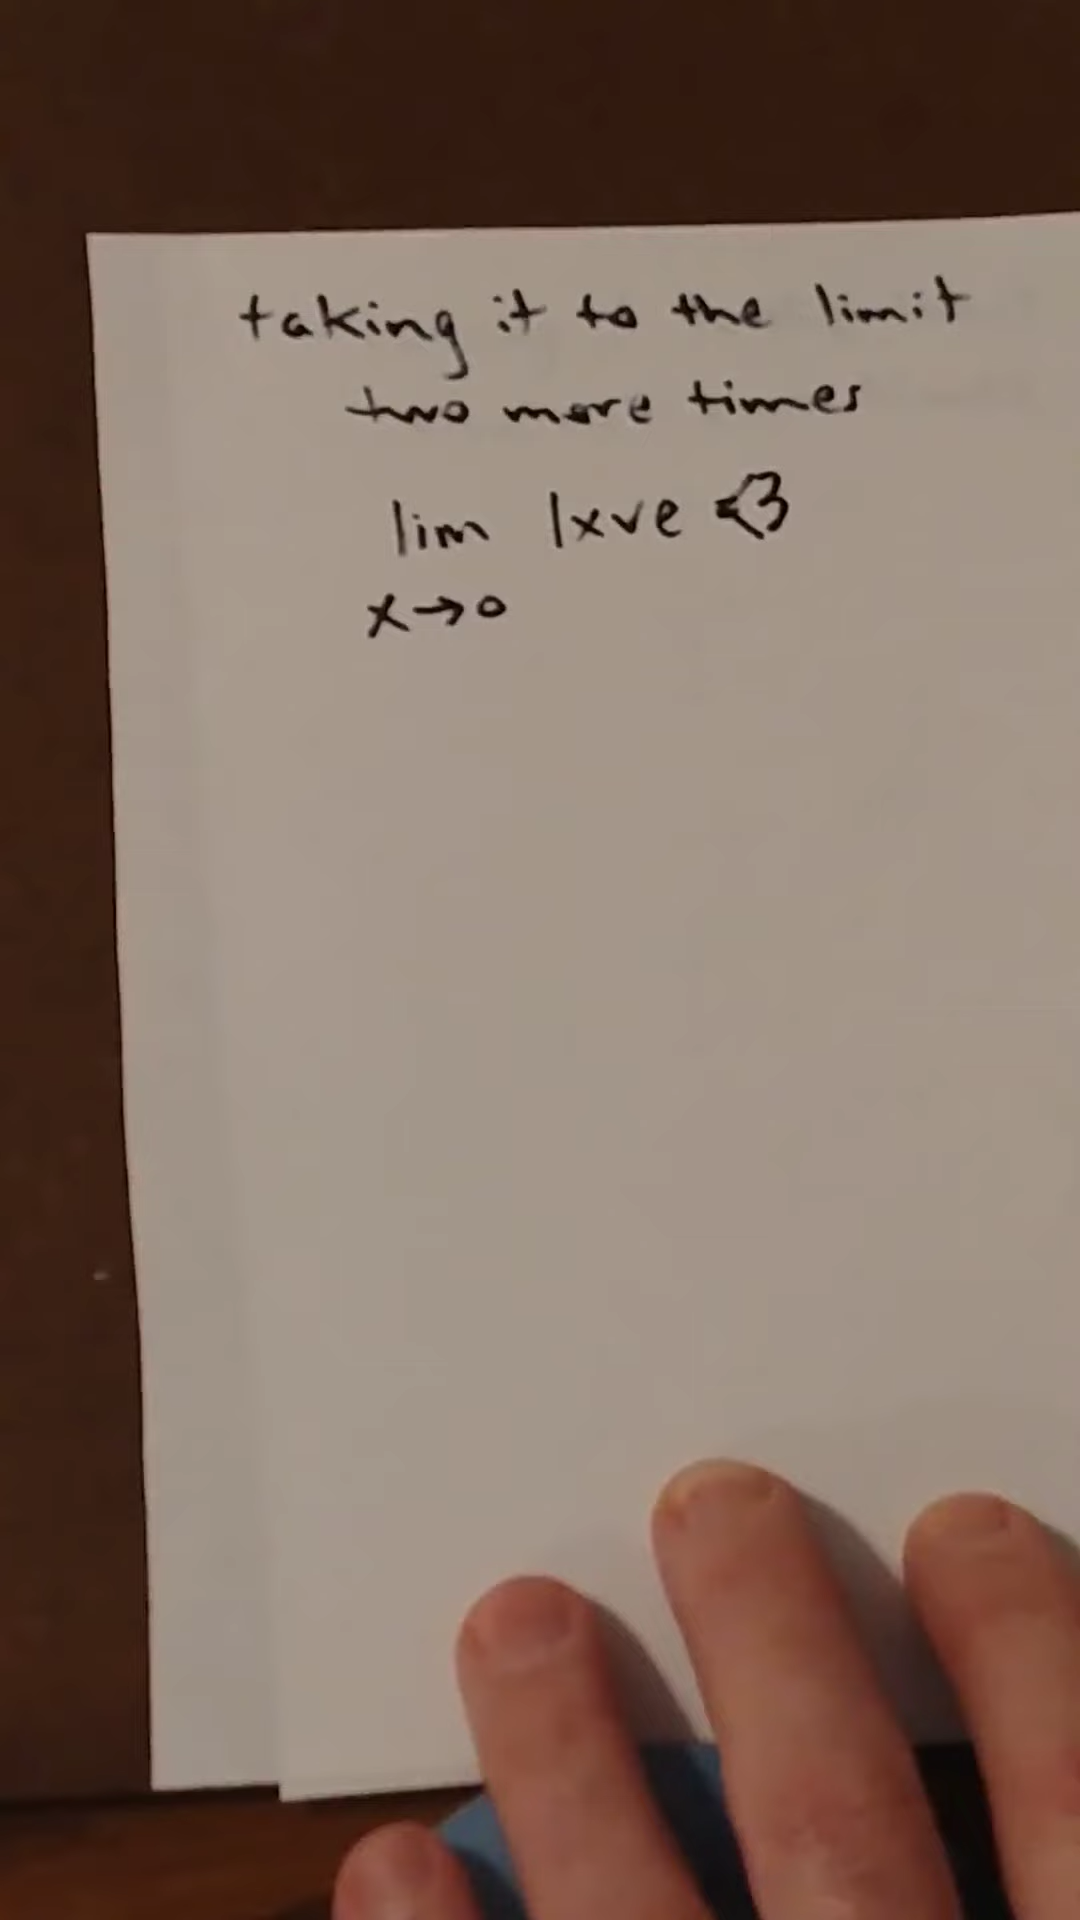 taking it to the limit
two more times
lim lxve <3
x→0